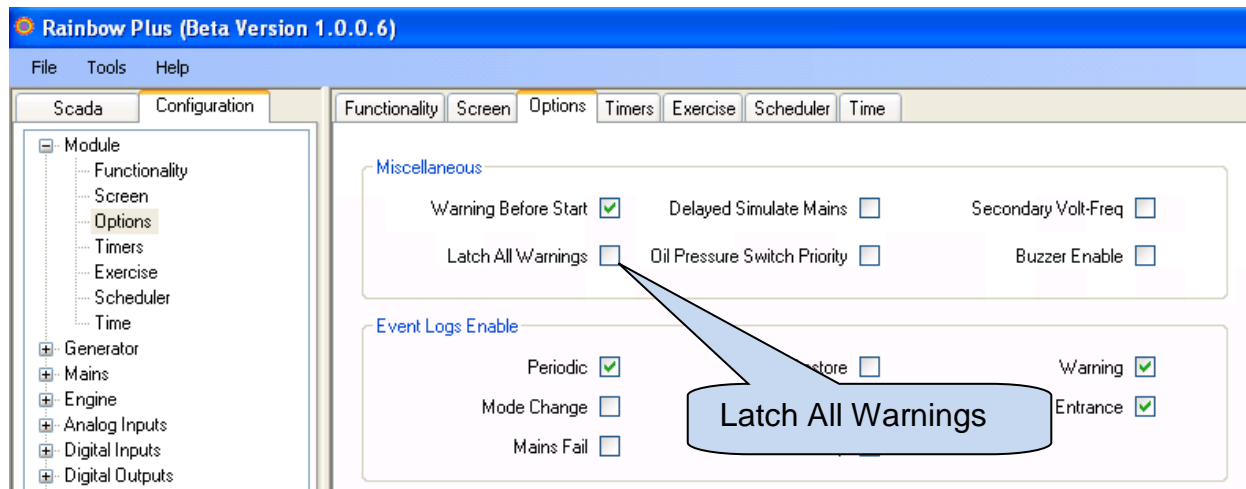 Rainbow Plus (Beta Version 1.0.0.6)
File Tools Help
Scada Configuration
Functionality Screen Options Timers Exercise Scheduler Time
Module
Functionality
Screen
Options
Timers
Exercise
Scheduler
Time
Generator
Mains
Engine
Analog Inputs
Digital Inputs
Digital Outputs
Miscellaneous
Warning Before Start Delayed Simulate Mains Secondary Volt-Freq
Latch All Warnings Oil Pressure Switch Priority Buzzer Enable
Event Logs Enable
Periodic Warning
Mode Change Entrance
Mains Fail
Latch All Warnings